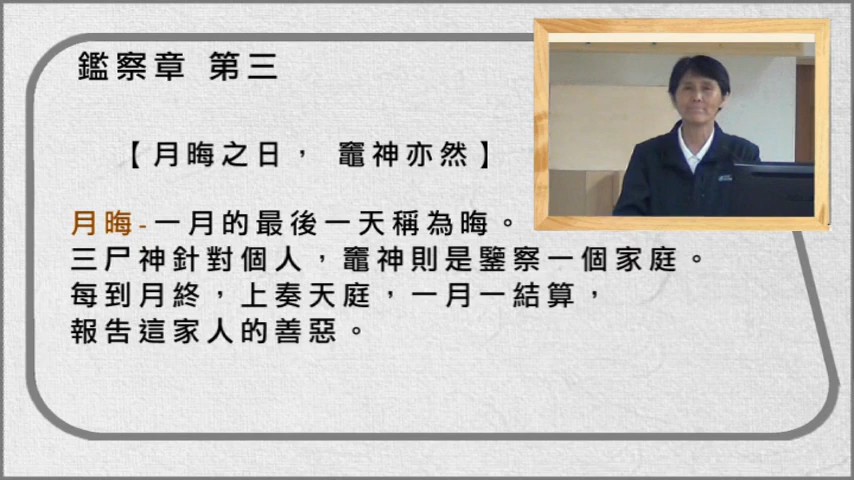 鑑察章 第三
【月晦之日， 竈神亦然】
月晦-一月的最後一天稱為晦。
三尸神針對個人，竈神則是鑒察一個家庭。
每到月終，上奏天庭，一月一結算，
報告這家人的善惡。